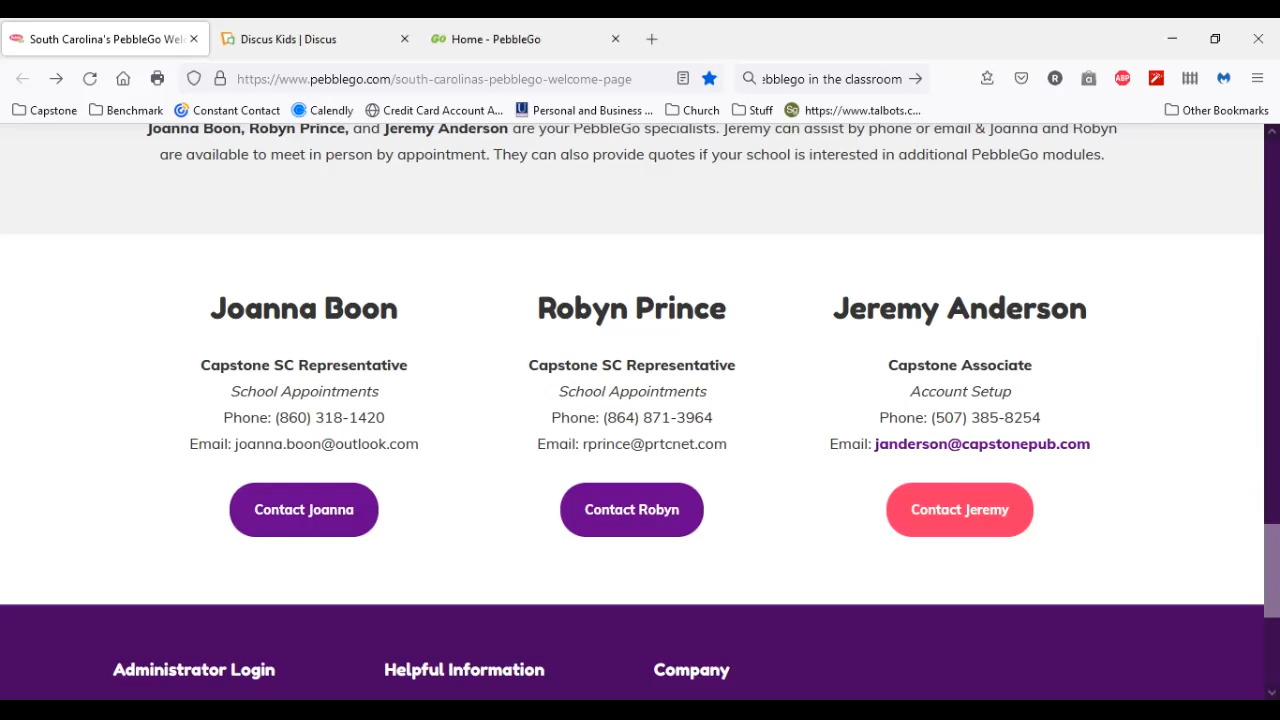 South Carolina's PebbleGo Wel
Discus Kids | Discus
Go Home - PebbleGo
https://www.pebblego.com/south-carolinas-pebblego-welcome-page
ebblego in the classroom
R
a
ABP
Capstone
Benchmark
Constant Contact
Calendly
Credit Card Account A...
Personal and Business ...
Church
Stuff
https://www.talbots.c...
Other Bookmarks
Joanna Boon, Robyn Prince, and Jeremy Anderson are your PebbleGo specialists. Jeremy can assist by phone or email & Joanna and Robyn
are available to meet in person by appointment. They can also provide quotes if your school is interested in additional PebbleGo modules.
Joanna Boon
Capstone SC Representative
School Appointments
Phone: (860) 318-1420
Email: joanna.boon@outlook.com
Contact Joanna
Robyn Prince
Capstone SC Representative
School Appointments
Phone: (864) 871-3964
Email: rprince@prtcnet.com
Contact Robyn
Jeremy Anderson
Capstone Associate
Account Setup
Phone: (507) 385-8254
Email: janderson@capstonepub.com
Contact Jeremy
Administrator Login
Helpful Information
Company